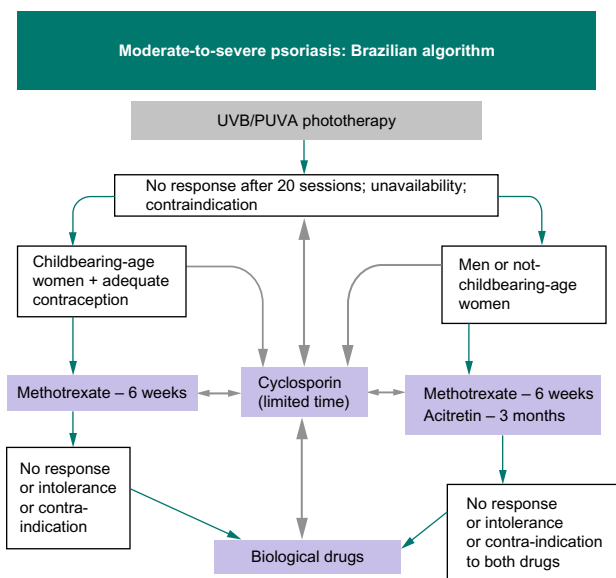 Moderate-to-severe psoriasis: Brazilian algorithm
UVB/PUVA phototherapy
No response after 20 sessions; unavailability;
contraindication
Childbearing-age
women + adequate
contraception
Men or not-
childbearing-age
women
Methotrexate – 6 weeks
Cyclosporin
(limited time)
Methotrexate – 6 weeks
Acitretin – 3 months
No response
or intolerance
or contra-
indication
Biological drugs
No response
or intolerance
or contra-indication
to both drugs